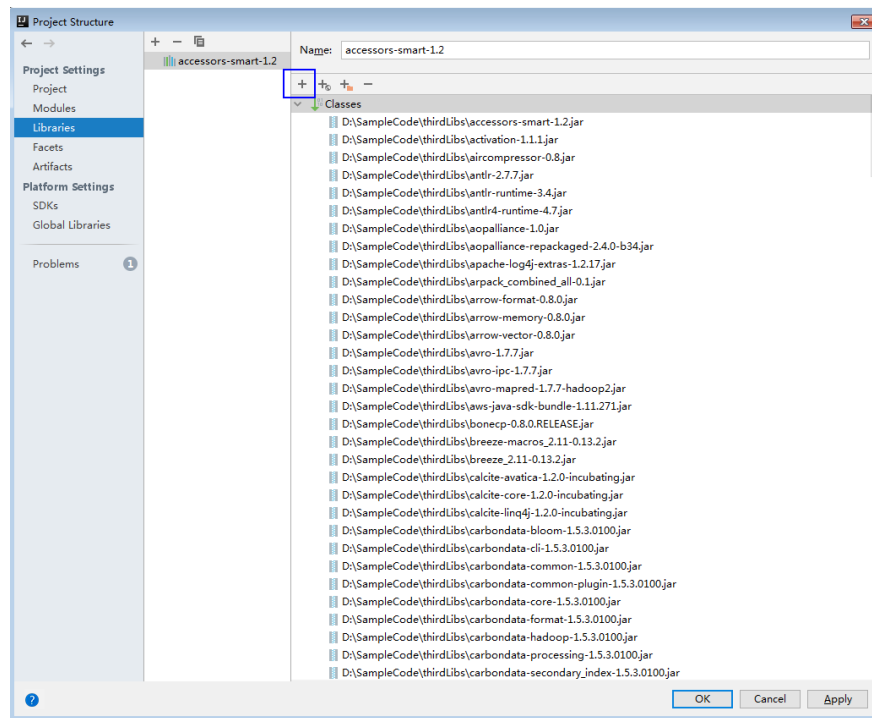 Project Structure
Project Settings
Project
Modules
Libraries
Facets
Artifacts
Platform Settings
SDKs
Global Libraries
Problems 1
accessors-smart-1.2
Name: accessors-smart-1.2
Classes
D:\SampleCode\thirdLibs\accessors-smart-1.2.jar
D:\SampleCode\thirdLibs\activation-1.1.1.jar
D:\SampleCode\thirdLibs\aircompressor-0.8.jar
D:\SampleCode\thirdLibs\antlr-2.7.7.jar
D:\SampleCode\thirdLibs\antlr-runtime-3.4.jar
D:\SampleCode\thirdLibs\antlr4-runtime-4.7.jar
D:\SampleCode\thirdLibs\aopalliance-1.0.jar
D:\SampleCode\thirdLibs\aopalliance-repackaged-2.4.0-b34.jar
D:\SampleCode\thirdLibs\apache-log4j-extras-1.2.17.jar
D:\SampleCode\thirdLibs\arpack_combined_all-0.1.jar
D:\SampleCode\thirdLibs\arrow-format-0.8.0.jar
D:\SampleCode\thirdLibs\arrow-memory-0.8.0.jar
D:\SampleCode\thirdLibs\arrow-vector-0.8.0.jar
D:\SampleCode\thirdLibs\avro-1.7.7.jar
D:\SampleCode\thirdLibs\avro-ipc-1.7.7.jar
D:\SampleCode\thirdLibs\avro-mapred-1.7.7-hadoop2.jar
D:\SampleCode\thirdLibs\aws-java-sdk-bundle-1.11.271.jar
D:\SampleCode\thirdLibs\bonecp-0.8.0.RELEASE.jar
D:\SampleCode\thirdLibs\breeze-macros_2.11-0.13.2.jar
D:\SampleCode\thirdLibs\breeze_2.11-0.13.2.jar
D:\SampleCode\thirdLibs\calcite-avatica-1.2.0-incubating.jar
D:\SampleCode\thirdLibs\calcite-core-1.2.0-incubating.jar
D:\SampleCode\thirdLibs\calcite-linq4j-1.2.0-incubating.jar
D:\SampleCode\thirdLibs\carbondata-bloom-1.5.3.0100.jar
D:\SampleCode\thirdLibs\carbondata-cli-1.5.3.0100.jar
D:\SampleCode\thirdLibs\carbondata-common-1.5.3.0100.jar
D:\SampleCode\thirdLibs\carbondata-common-plugin-1.5.3.0100.jar
D:\SampleCode\thirdLibs\carbondata-core-1.5.3.0100.jar
D:\SampleCode\thirdLibs\carbondata-format-1.5.3.0100.jar
D:\SampleCode\thirdLibs\carbondata-hadoop-1.5.3.0100.jar
D:\SampleCode\thirdLibs\carbondata-processing-1.5.3.0100.jar
D:\SampleCode\thirdLibs\carbondata-secondary_index-1.5.3.0100.jar
OK Cancel Apply